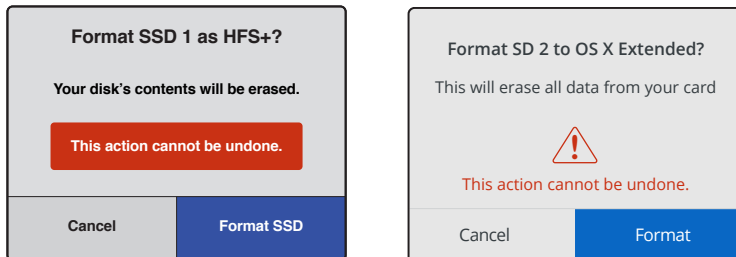 Format SSD 1 as HFS+?
Your disk's contents will be erased.
This action cannot be undone.
Cancel
Format SSD
Format SD 2 to OS X Extended?
This will erase all data from your card
This action cannot be undone.
Cancel
Format